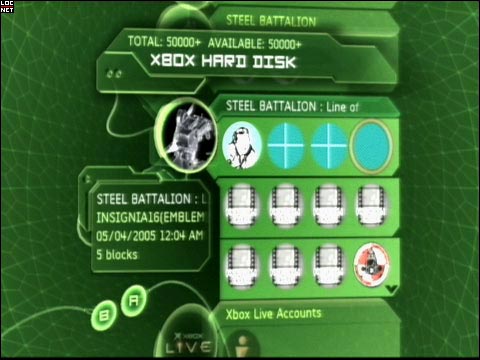 LOC
NET
STEEL BATTALION
TOTAL: 50000+ AVAILABLE: 50000+
XBOX HARD DISK
STEEL BATTALION : Line of
STEEL BATTALION : L
INSIGNIA16(EMBLEM
05/04/2005 12:04 AM
5 blocks
B
A
Xbox Live Accounts
XBOX
LIVE